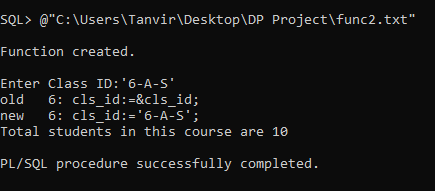 SQL> @"C:\Users\Tanvir\Desktop\DP Project\func2.txt"
Function created.
Enter Class ID:'6-A-S'
old   6: cls_id:=&cls_id;
new   6: cls_id:='6-A-S';
Total students in this course are 10
PL/SQL procedure successfully completed.